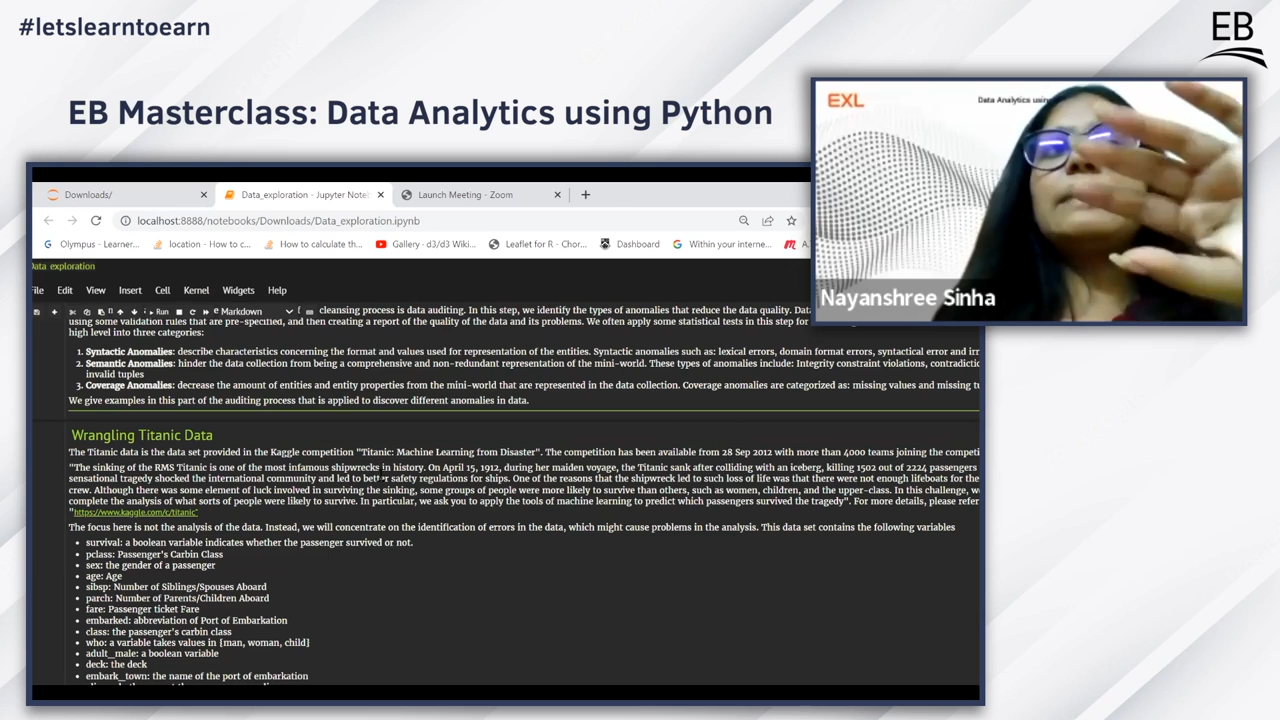 #letslearntoearn
EB
EB Masterclass: Data Analytics using Python
EXL
Data Analytics using
Nayanshree Sinha
Downloads/
Data_exploration - Jupyter Note
Launch Meeting - Zoom
localhost:8888/notebooks/Downloads/Data_exploration.ipynb
Olympus - Learner...
location - How to c...
How to calculate th...
Gallery · d3/d3 Wiki...
Leaflet for R - Chor...
Dashboard
Within your interne...
Data exploration
File Edit View Insert Cell Kernel Widgets Help
Run
Markdown
cleansing process is data auditing. In this step, we identify the types of anomalies that reduce the data quality.
using some validation rules that are pre-specified, and then creating a report of the quality of the data and its problems. We often apply some statistical tests in this step for
high level into three categories:
1. Syntactic Anomalies: describe characteristics concerning the format and values used for representation of the entities. Syntactic anomalies such as: lexical errors, domain format errors, syntactical error and irr
2. Semantic Anomalies: hinder the data collection from being a comprehensive and non-redundant representation of the mini-world. These types of anomalies include: Integrity constraint violations, contradictic
invalid tuples
3. Coverage Anomalies: decrease the amount of entities and entity properties from the mini-world that are represented in the data collection. Coverage anomalies are categorized as: missing values and missing tu
We give examples in this part of the auditing process that is applied to discover different anomalies in data.
Wrangling Titanic Data
The Titanic data is the data set provided in the Kaggle competition "Titanic: Machine Learning from Disaster". The competition has been available from 28 Sep 2012 with more than 4000 teams joining the competi
"The sinking of the RMS Titanic is one of the most infamous shipwrecks in history. On April 15, 1912, during her maiden voyage, the Titanic sank after colliding with an iceberg, killing 1502 out of 2224 passengers
sensational tragedy shocked the international community and led to better safety regulations for ships. One of the reasons that the shipwreck led to such loss of life was that there were not enough lifeboats for the
crew. Although there was some element of luck involved in surviving the sinking, some groups of people were more likely to survive than others, such as women, children, and the upper-class. In this challenge, w
complete the analysis of what sorts of people were likely to survive. In particular, we ask you to apply the tools of machine learning to predict which passengers survived the tragedy". For more details, please refer
"https://www.kaggle.com/c/titanic"
The focus here is not the analysis of the data. Instead, we will concentrate on the identification of errors in the data, which might cause problems in the analysis. This data set contains the following variables
• survival: a boolean variable indicates whether the passenger survived or not.
• pclass: Passenger's Carbin Class
• sex: the gender of a passenger
• age: Age
• sibsp: Number of Siblings/Spouses Aboard
• parch: Number of Parents/Children Aboard
• fare: Passenger ticket Fare
• embarked: abbreviation of Port of Embarkation
• class: the passenger's carbin class
• who: a variable takes values in {man, woman, child}
• adult_male: a boolean variable
• deck: the deck
• embark_town: the name of the port of embarkation